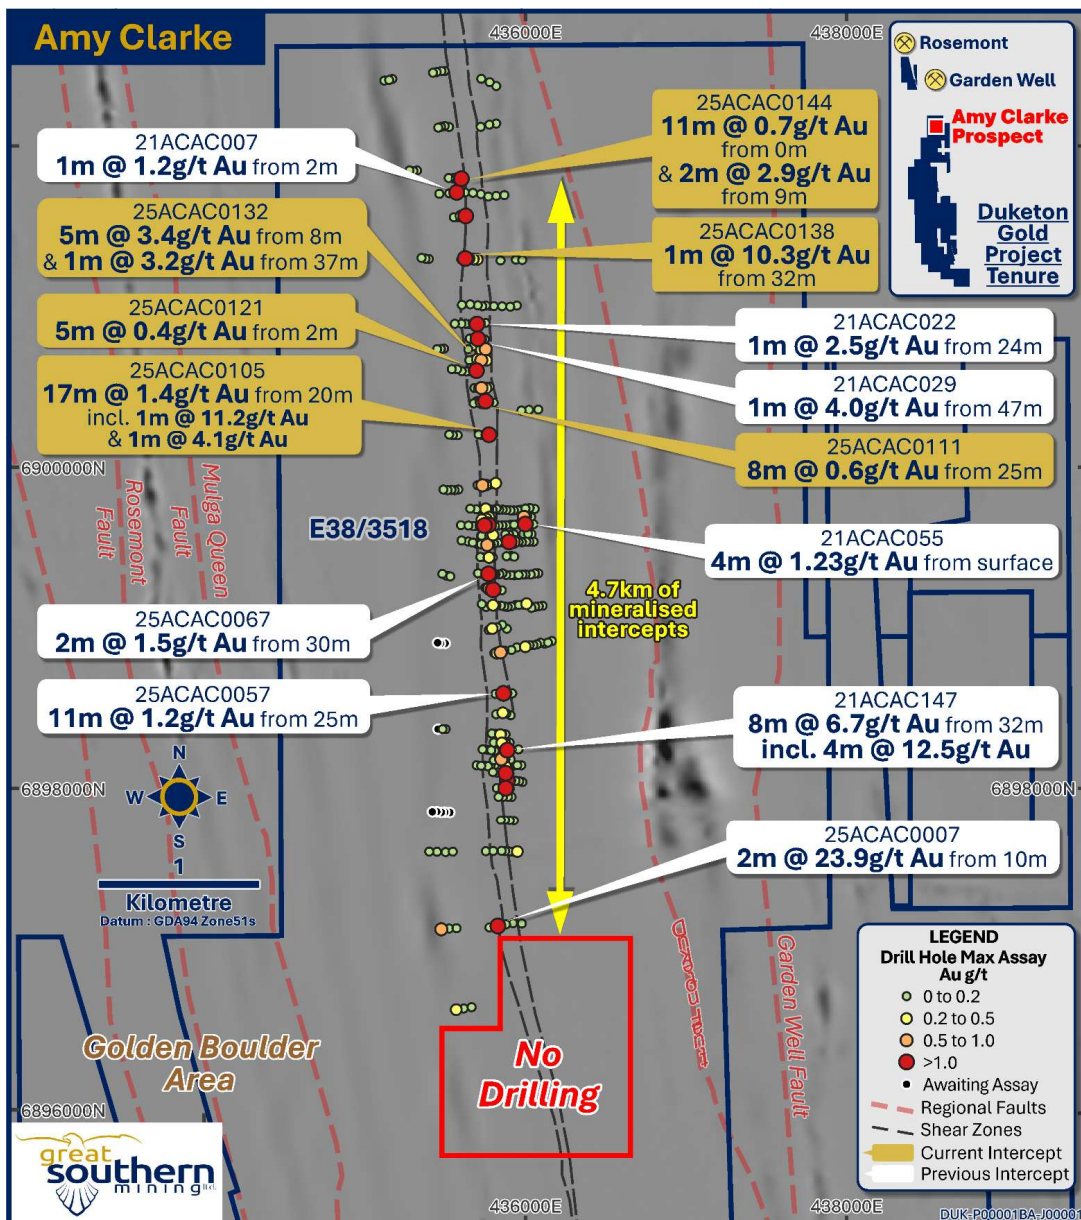 Amy Clarke
436000E
438000E
Rosemont
Garden Well
Amy Clarke
Prospect
Duketon
Gold
Project
Tenure
25ACAC0144
11m @ 0.7g/t Au
from 0m
& 2m @ 2.9g/t Au
from 9m
21ACAC007
1m @ 1.2g/t Au from 2m
25ACAC0132
5m @ 3.4g/t Au from 8m
& 1m @ 3.2g/t Au from 37m
25ACAC0138
1m @ 10.3g/t Au
from 32m
25ACAC0121
5m @ 0.4g/t Au from 2m
21ACAC022
1m @ 2.5g/t Au from 24m
25ACAC0105
17m @ 1.4g/t Au from 20m
incl. 1m @ 11.2g/t Au
& 1m @ 4.1g/t Au
21ACAC029
1m @ 4.0g/t Au from 47m
25ACAC0111
8m @ 0.6g/t Au from 25m
6900000N
Rosemont
Fault
Mulga Queen
Fault
E38/3518
21ACAC055
4m @ 1.23g/t Au from surface
4.7km of
mineralised
intercepts
25ACAC0067
2m @ 1.5g/t Au from 30m
25ACAC0057
11m @ 1.2g/t Au from 25m
21ACAC147
8m @ 6.7g/t Au from 32m
incl. 4m @ 12.5g/t Au
N
W
E
S
6898000N
6898000N
25ACAC0007
2m @ 23.9g/t Au from 10m
1
Kilometre
Datum : GDA94 Zone51s
Garden Well Fault
Golden Boulder
Area
No
Drilling
LEGEND
Drill Hole Max Assay
Au g/t
0 to 0.2
0.2 to 0.5
0.5 to 1.0
>1.0
Awaiting Assay
Regional Faults
Shear Zones
Current Intercept
Previous Intercept
6896000N
great
southern
mining ltd.
436000E
438000E
DUK-P00001BA-J00001